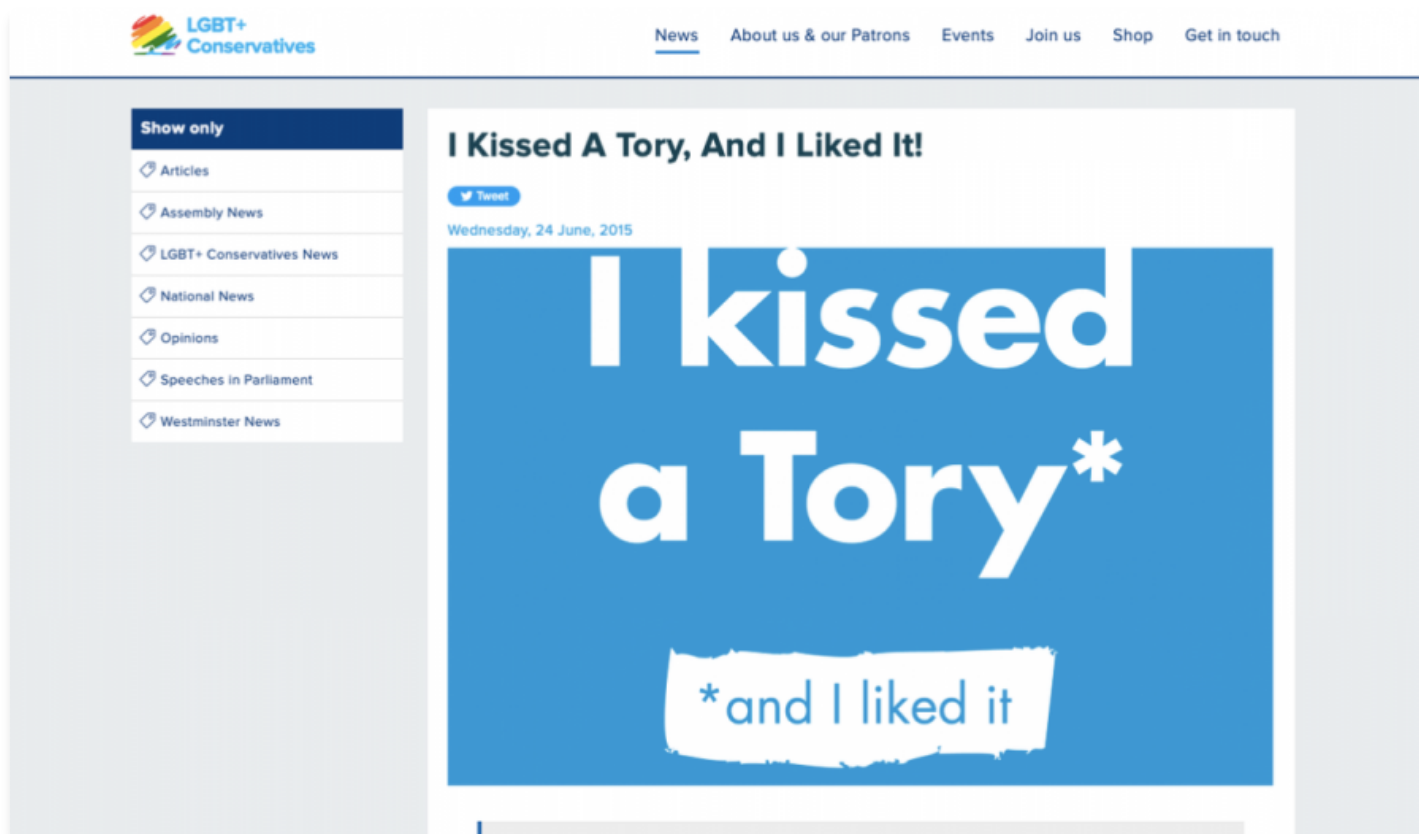 LGBT+
Conservatives
News About us & our Patrons Events Join us Shop Get in touch
Show only
Articles
Assembly News
LGBT+ Conservatives News
National News
Opinions
Speeches in Parliament
Westminster News
I Kissed A Tory, And I Liked It!
Tweet
Wednesday, 24 June, 2015
I kissed
a Tory*
*and I liked it